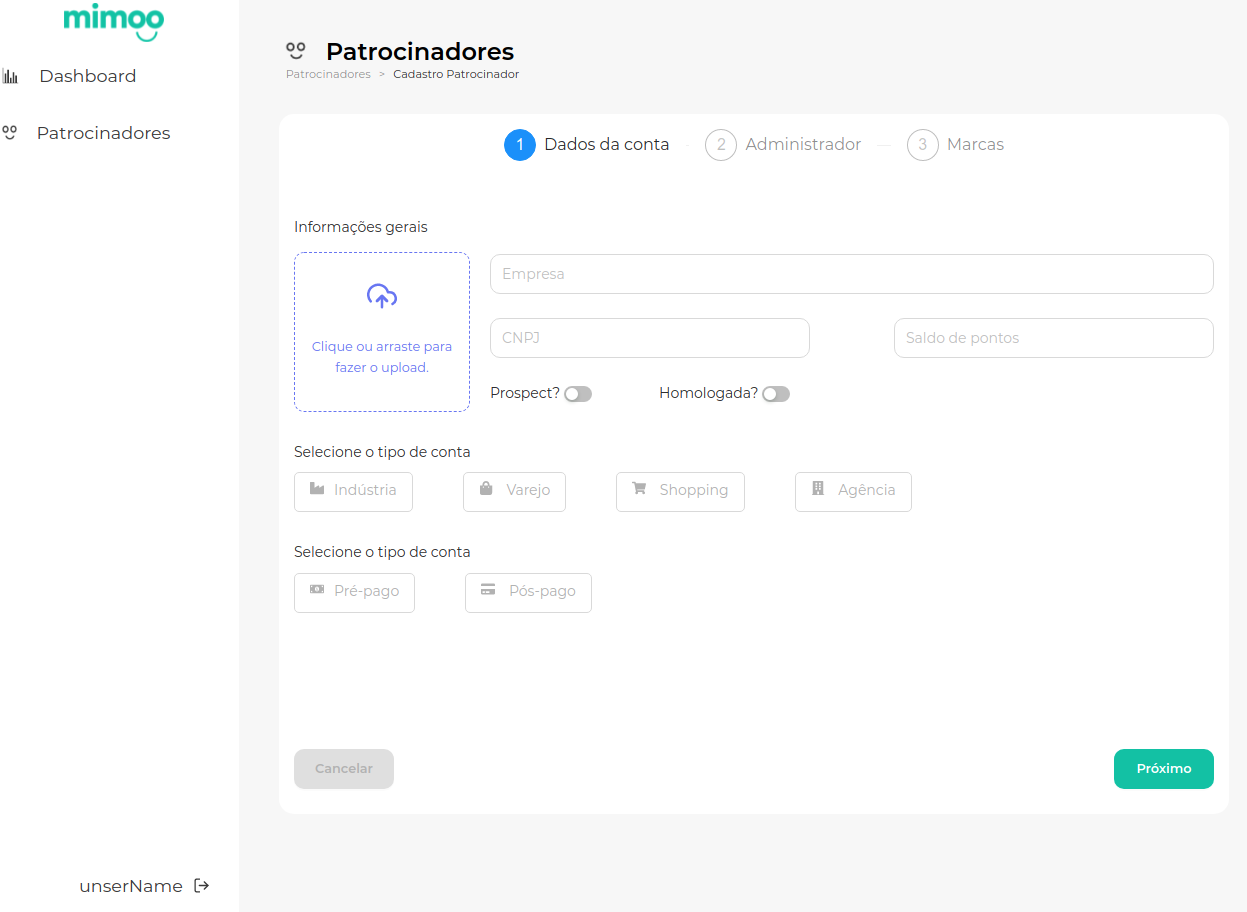 mimoo
Dashboard
Patrocinadores
unserName
Patrocinadores
Patrocinadores > Cadastro Patrocinador
1 Dados da conta 2 Administrador 3 Marcas
Informações gerais
Clique ou arraste para
fazer o upload.
Empresa
CNPJ Saldo de pontos
Prospect? Homologada?
Selecione o tipo de conta
Indústria Varejo Shopping Agência
Selecione o tipo de conta
Pré-pago Pós-pago
Cancelar Próximo